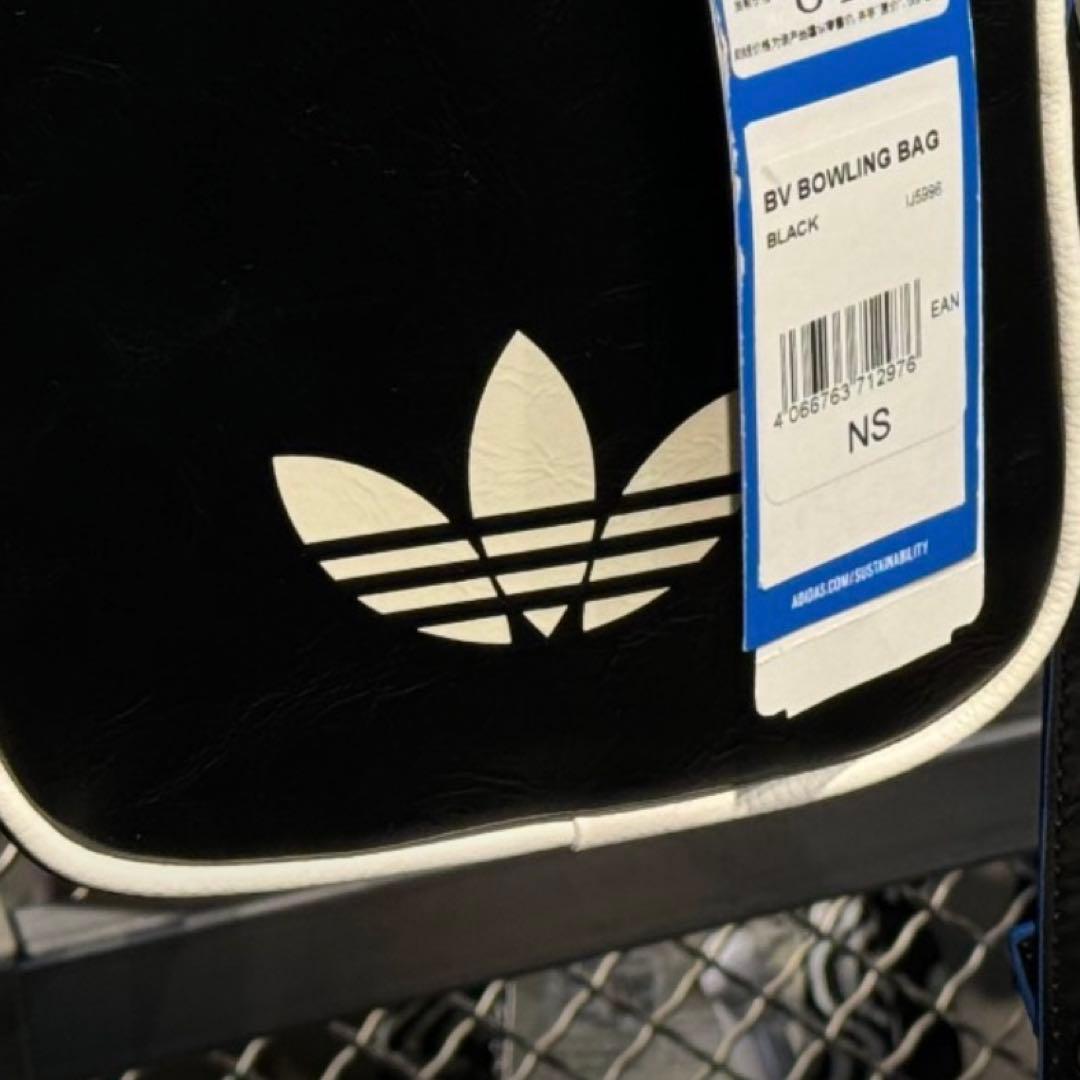 BV BOWLING BAG
BLACK
IJ5996
EAN
4 066763 712976
NS
ADIDAS.COM/SUSTAINABILITY